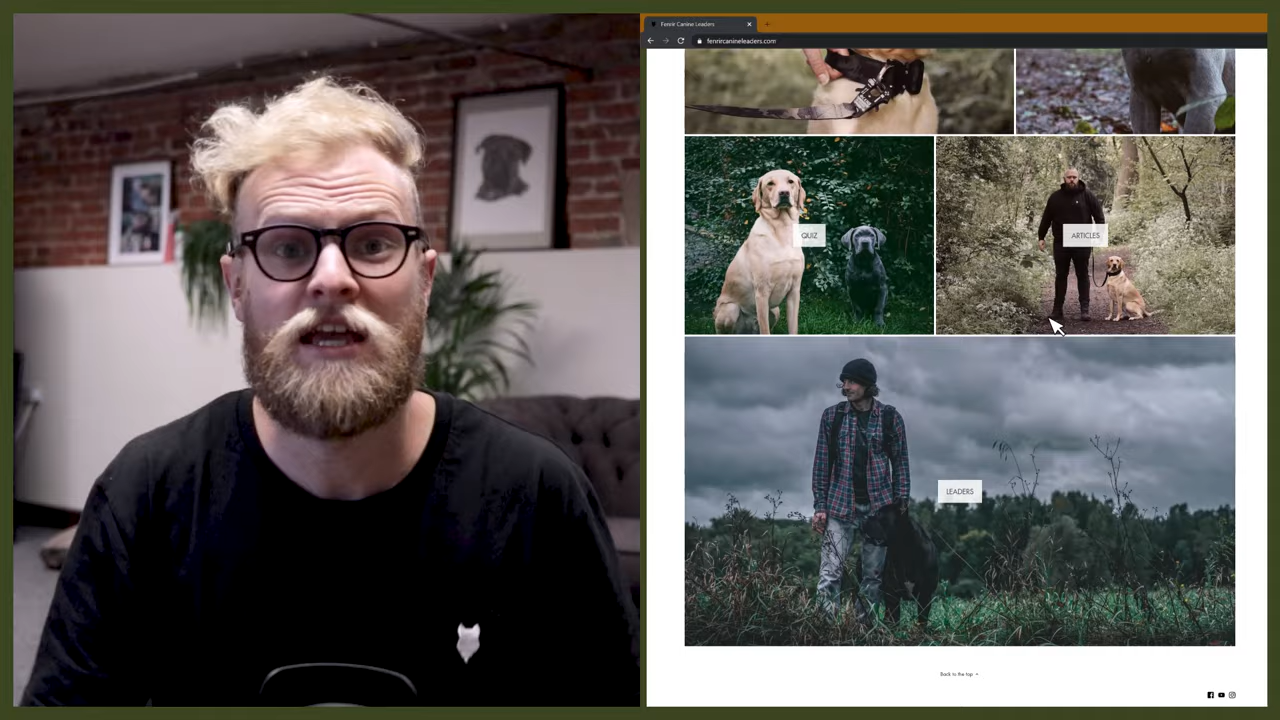 Fenrir Canine Leaders
fenrircanineleaders.com
QUIZ
ARTICLES
LEADERS
Back to the top